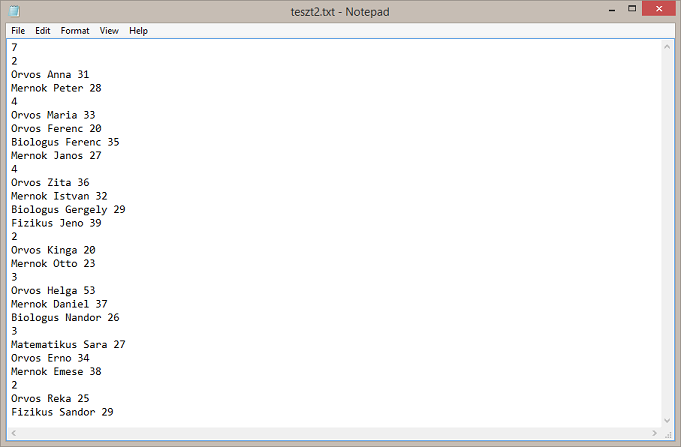 teszt2.txt - Notepad
File Edit Format View Help
7
2
Orvos Anna 31
Mernok Peter 28
4
Orvos Maria 33
Orvos Ferenc 20
Biologus Ferenc 35
Mernok Janos 27
4
Orvos Zita 36
Mernok Istvan 32
Biologus Gergely 29
Fizikus Jeno 39
2
Orvos Kinga 20
Mernok Otto 23
3
Orvos Helga 53
Mernok Daniel 37
Biologus Nandor 26
3
Matematikus Sara 27
Orvos Erno 34
Mernok Emese 38
2
Orvos Reka 25
Fizikus Sandor 29